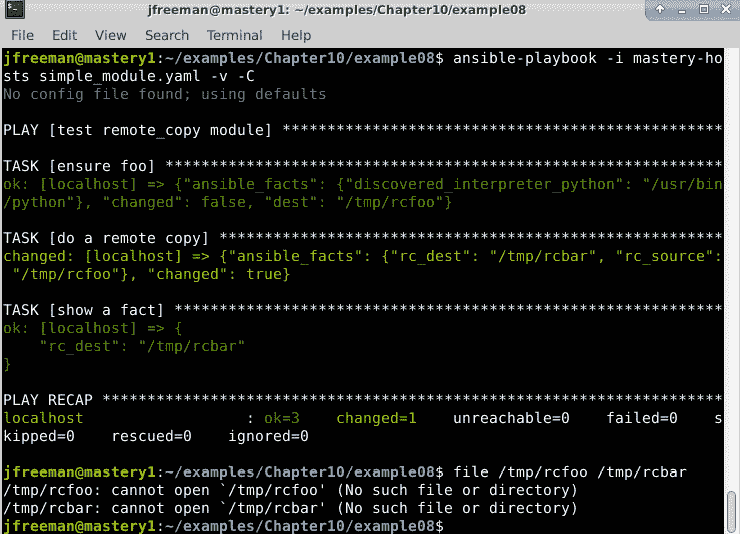 jfreeman@mastery1: ~/examples/Chapter10/example08
File Edit View Search Terminal Help
jfreeman@mastery1:~/examples/Chapter10/example08$ ansible-playbook -i mastery-ho
sts simple_module.yaml -v -C
No config file found; using defaults
PLAY [test remote_copy module] *************************************************
TASK [ensure foo] **************************************************************
ok: [localhost] => {"ansible_facts": {"discovered_interpreter_python": "/usr/bin
/python"}, "changed": false, "dest": "/tmp/rcfoo"}
TASK [do a remote copy] ********************************************************
changed: [localhost] => {"ansible_facts": {"rc_dest": "/tmp/rcbar", "rc_source":
 "/tmp/rcfoo"}, "changed": true}
TASK [show a fact] *************************************************************
ok: [localhost] => {
    "rc_dest": "/tmp/rcbar"
}
PLAY RECAP *********************************************************************
localhost                  : ok=3    changed=1    unreachable=0    failed=0    s
kipped=0    rescued=0    ignored=0
jfreeman@mastery1:~/examples/Chapter10/example08$ file /tmp/rcfoo /tmp/rcbar
/tmp/rcfoo: cannot open `/tmp/rcfoo' (No such file or directory)
/tmp/rcbar: cannot open `/tmp/rcbar' (No such file or directory)
jfreeman@mastery1:~/examples/Chapter10/example08$